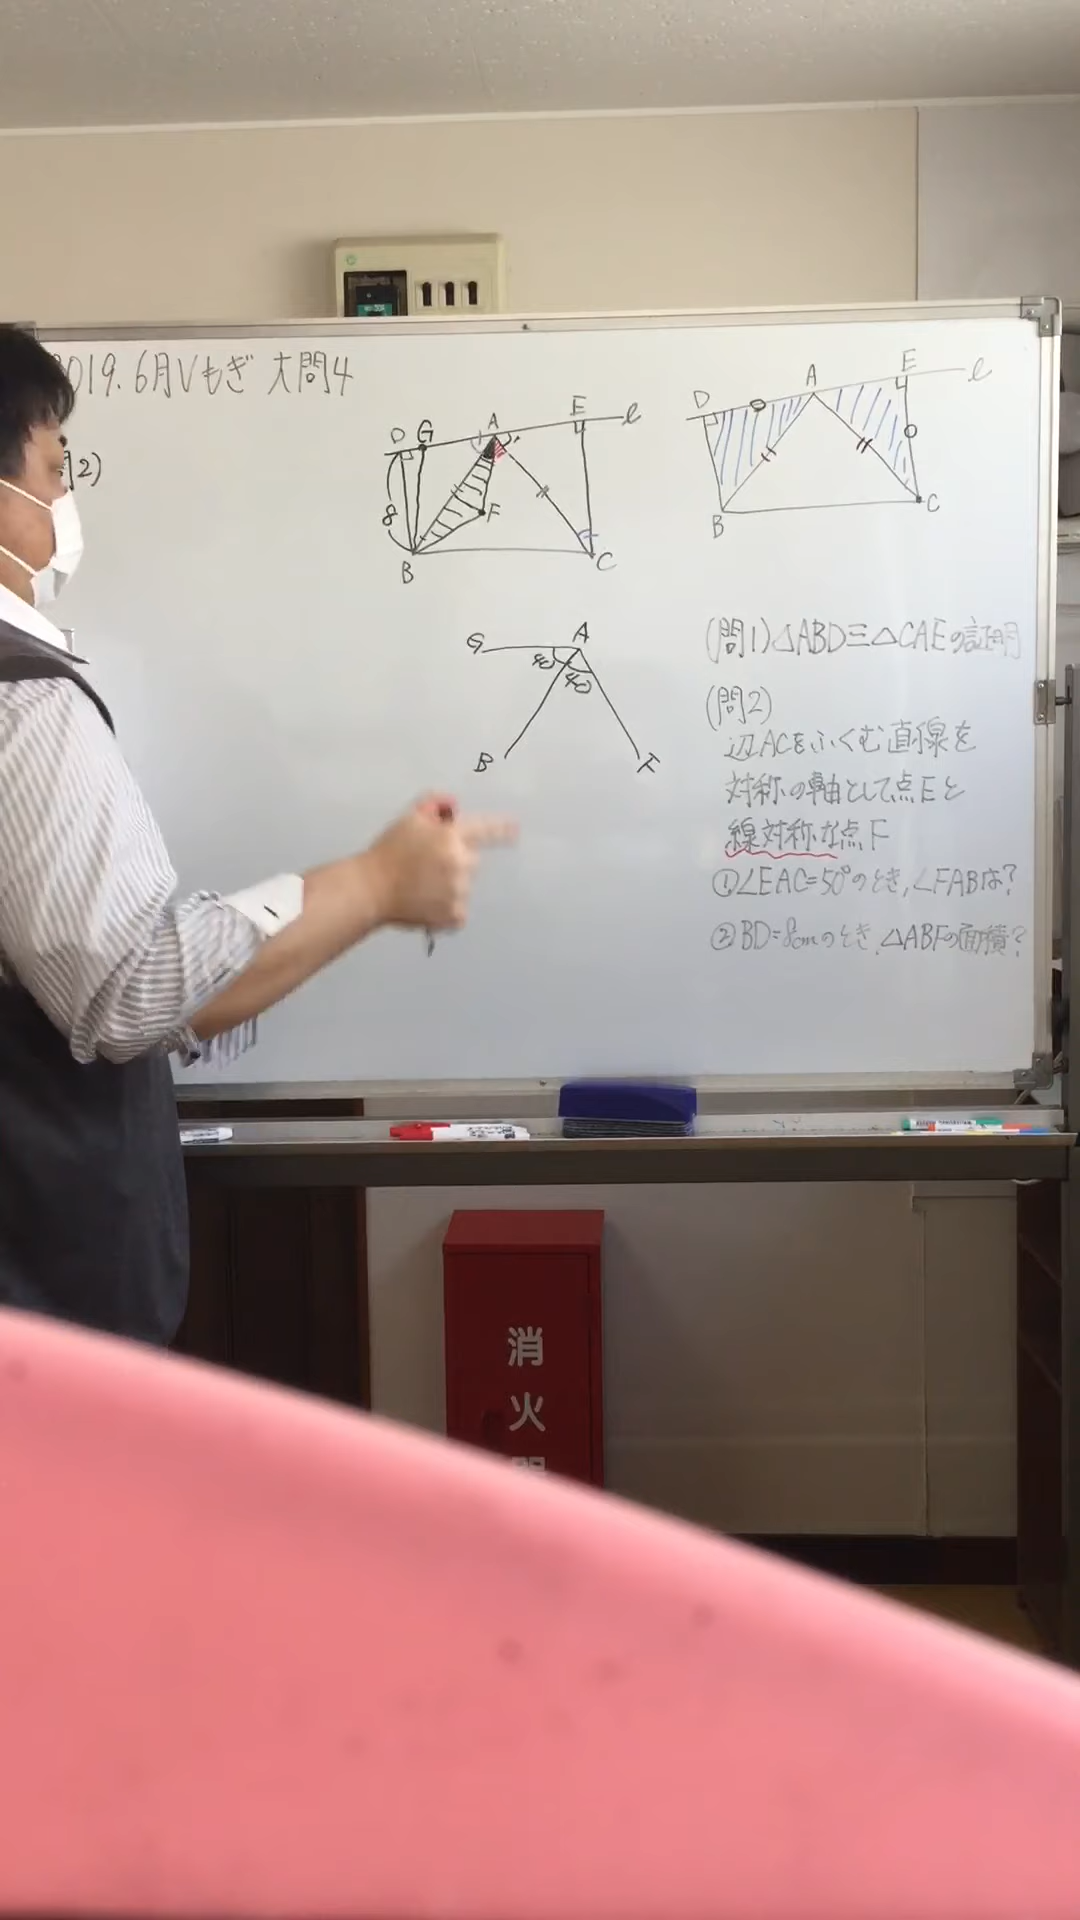 2019.6月Vもぎ 大問4
問2)
D G A E ℓ
8
F
B C
D A E ℓ
B C
G A
40 40
B F
(問1)△ABD≡△CAEの証明
(問2)
辺ACをふくむ直線を
対称の軸として点Eと
線対称な点F
①∠EAC=50°のとき,∠FABは?
②BD=8cmのとき,△ABFの面積?
消
火